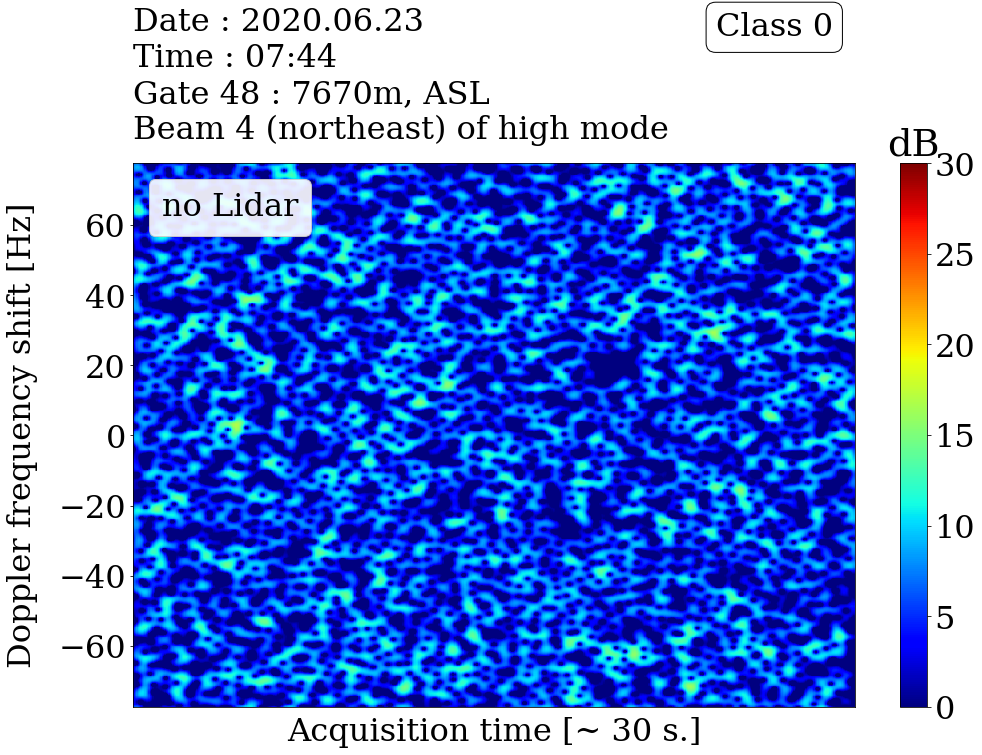 Date : 2020.06.23
Time : 07:44
Gate 48 : 7670m, ASL
Beam 4 (northeast) of high mode
Class 0
dB
no Lidar
Doppler frequency shift [Hz]
60
40
20
0
−20
−40
−60
Acquisition time [~ 30 s.]
30
25
20
15
10
5
0